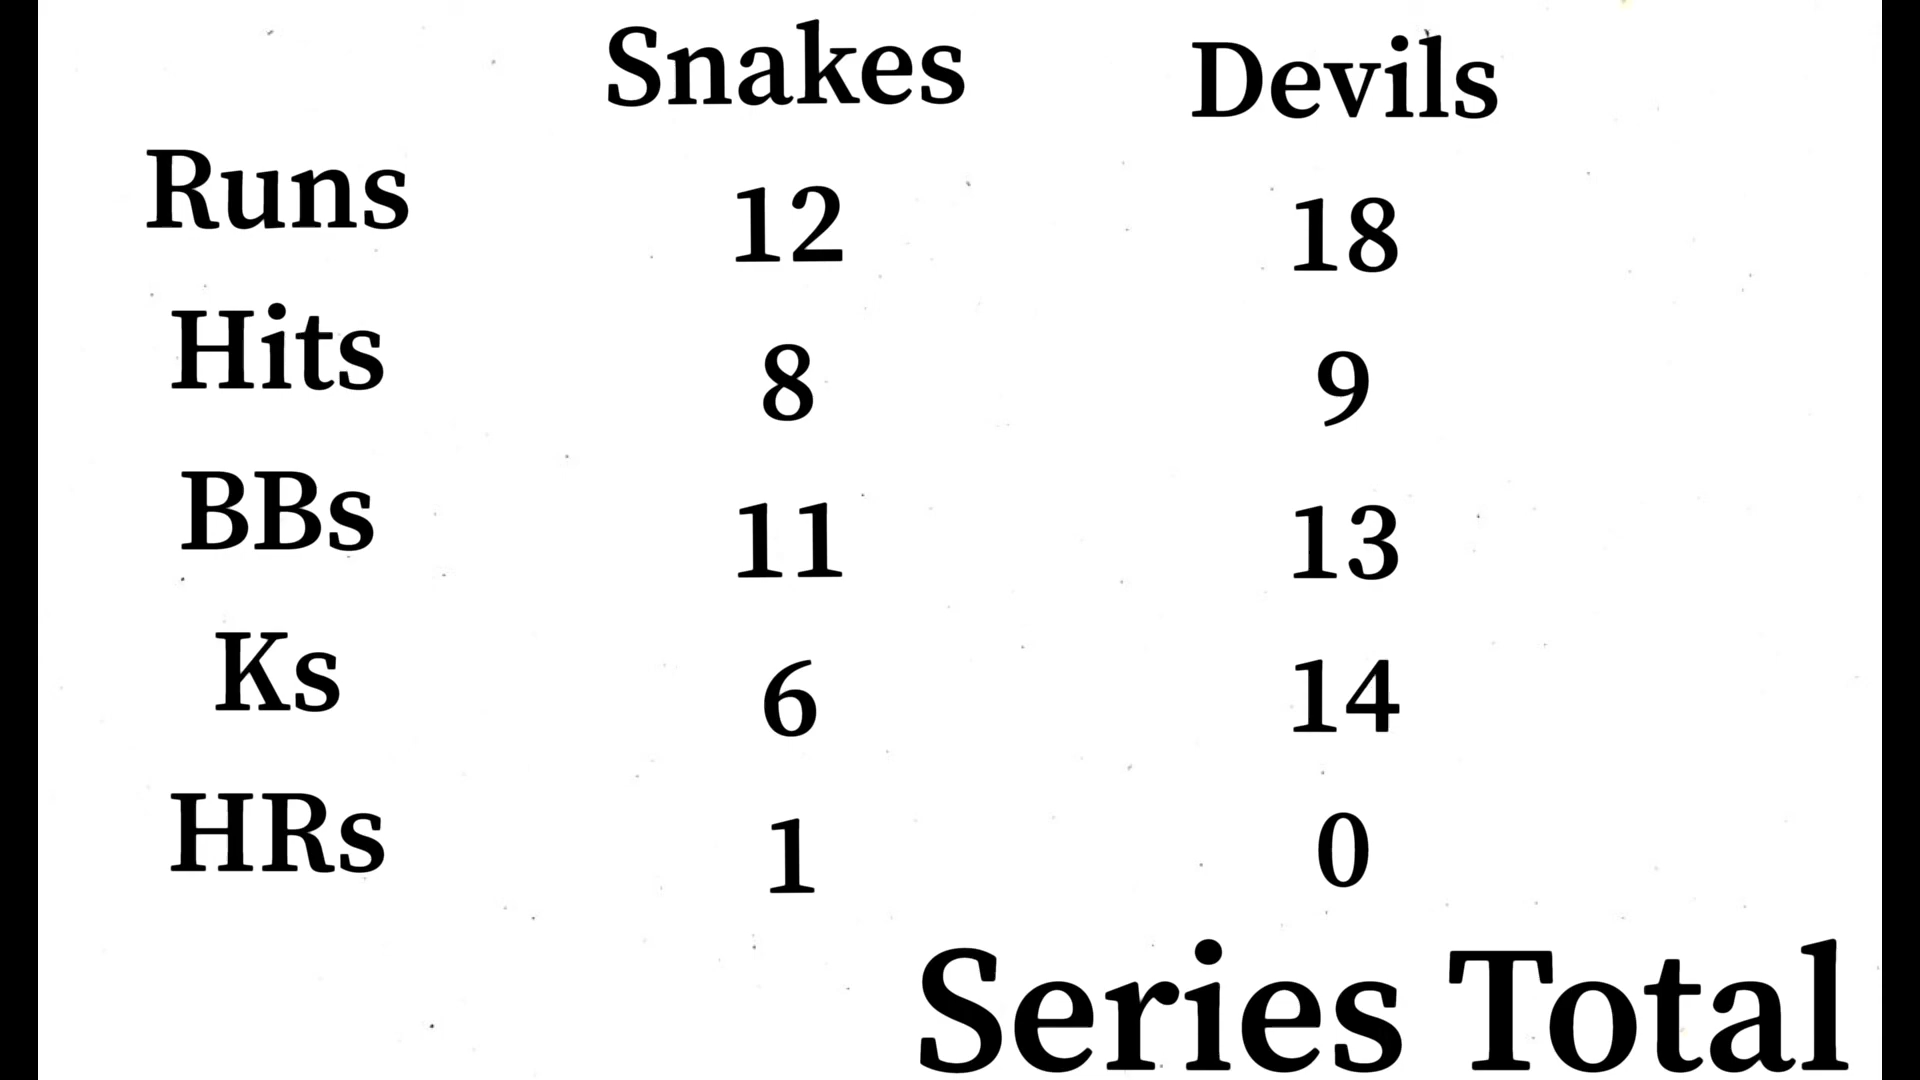 Snakes Devils
Runs 12 18
Hits 8 9
BBs 11 13
Ks 6 14
HRs 1 0
Series Total